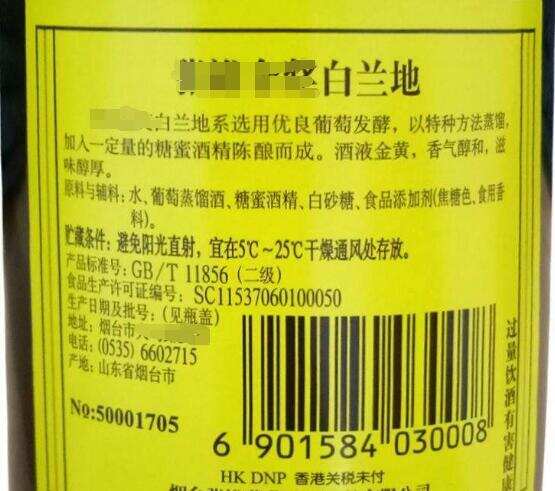 白兰地
白兰地系选用优良葡萄发酵，以特种方法蒸馏，
加入一定量的糖蜜酒精陈酿而成。酒液金黄，香气醇和，滋
味醇厚。
原料与辅料：水、葡萄蒸馏酒、糖蜜酒精、白砂糖、食品添加剂(焦糖色、食用香
料)。
贮藏条件：避免阳光直射，宜在5℃～25℃干燥通风处存放。
产品标准号：GB/T 11856（二级）
食品生产许可证编号：SC11537060100050
生产日期及批号：（见瓶盖）
地址：烟台市
电话：(0535) 6602715
产地：山东省烟台市
No:50001705
6 901584 030008
HK DNP 香港关税未付
过量饮酒有害健康